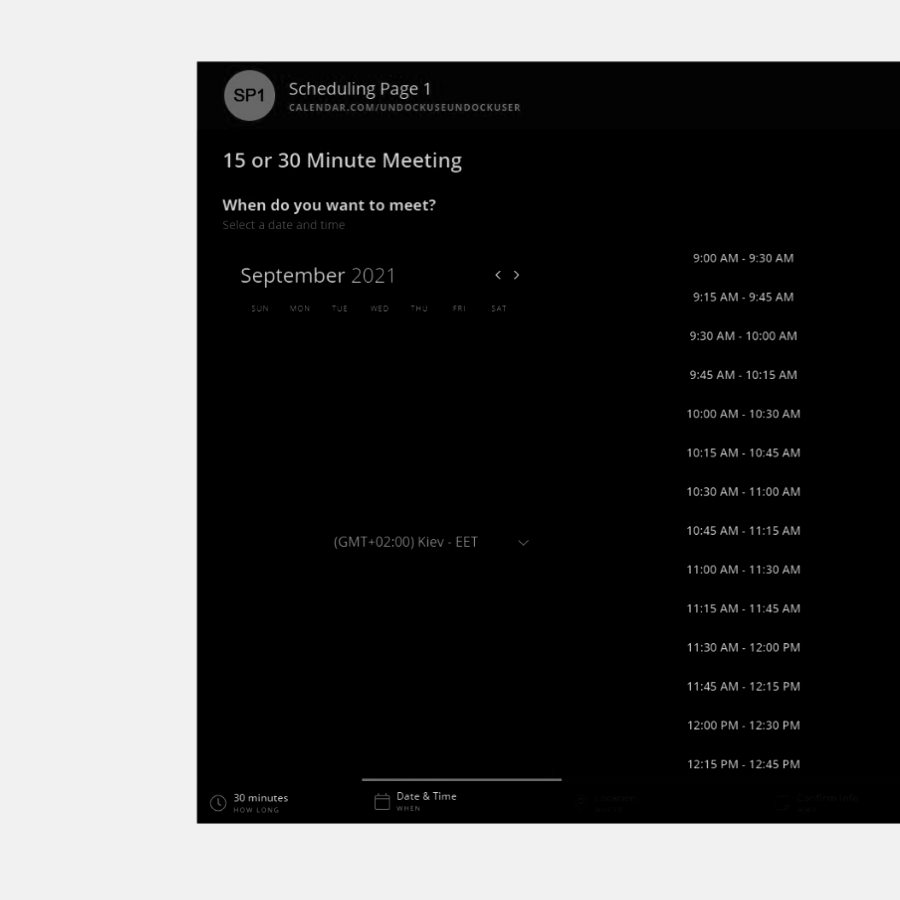 SP1
Scheduling Page 1
CALENDAR.COM/UNDOCKUSEUNDOCKUSER
15 or 30 Minute Meeting
When do you want to meet?
Select a date and time
September 2021
SUN MON TUE WED THU FRI SAT
(GMT+02:00) Kiev - EET
9:00 AM - 9:30 AM
9:15 AM - 9:45 AM
9:30 AM - 10:00 AM
9:45 AM - 10:15 AM
10:00 AM - 10:30 AM
10:15 AM - 10:45 AM
10:30 AM - 11:00 AM
10:45 AM - 11:15 AM
11:00 AM - 11:30 AM
11:15 AM - 11:45 AM
11:30 AM - 12:00 PM
11:45 AM - 12:15 PM
12:00 PM - 12:30 PM
12:15 PM - 12:45 PM
30 minutes
HOW LONG
Date & Time
WHEN
Location
Confirm Info